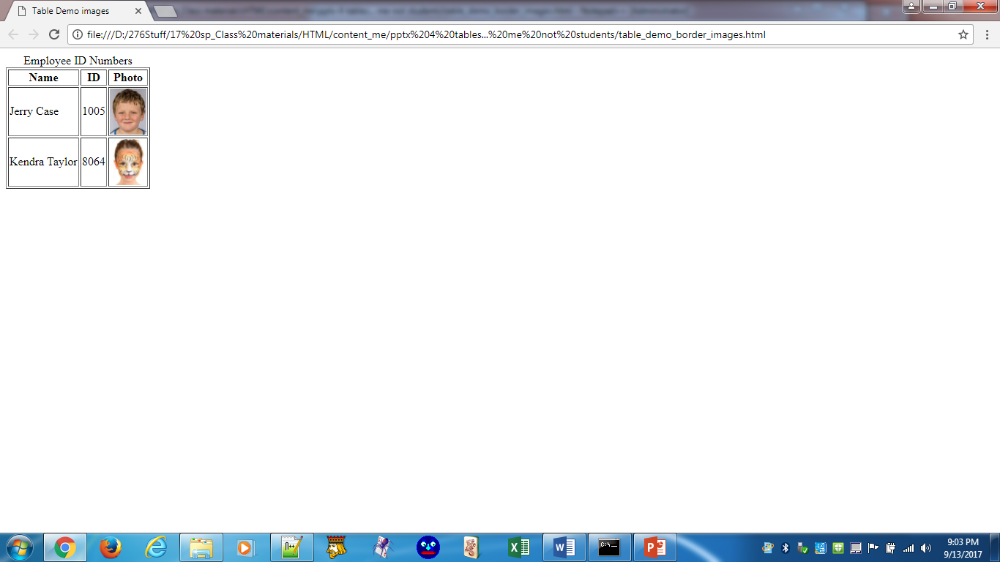 Table Demo images
file:///D:/276Stuff/17%20sp_Class%20materials/HTML/content_me/pptx%204%20tables...%20me%20not%20students/table_demo_border_images.html
Employee ID Numbers
Name ID Photo
Jerry Case 1005
Kendra Taylor 8064
9:03 PM
9/13/2017